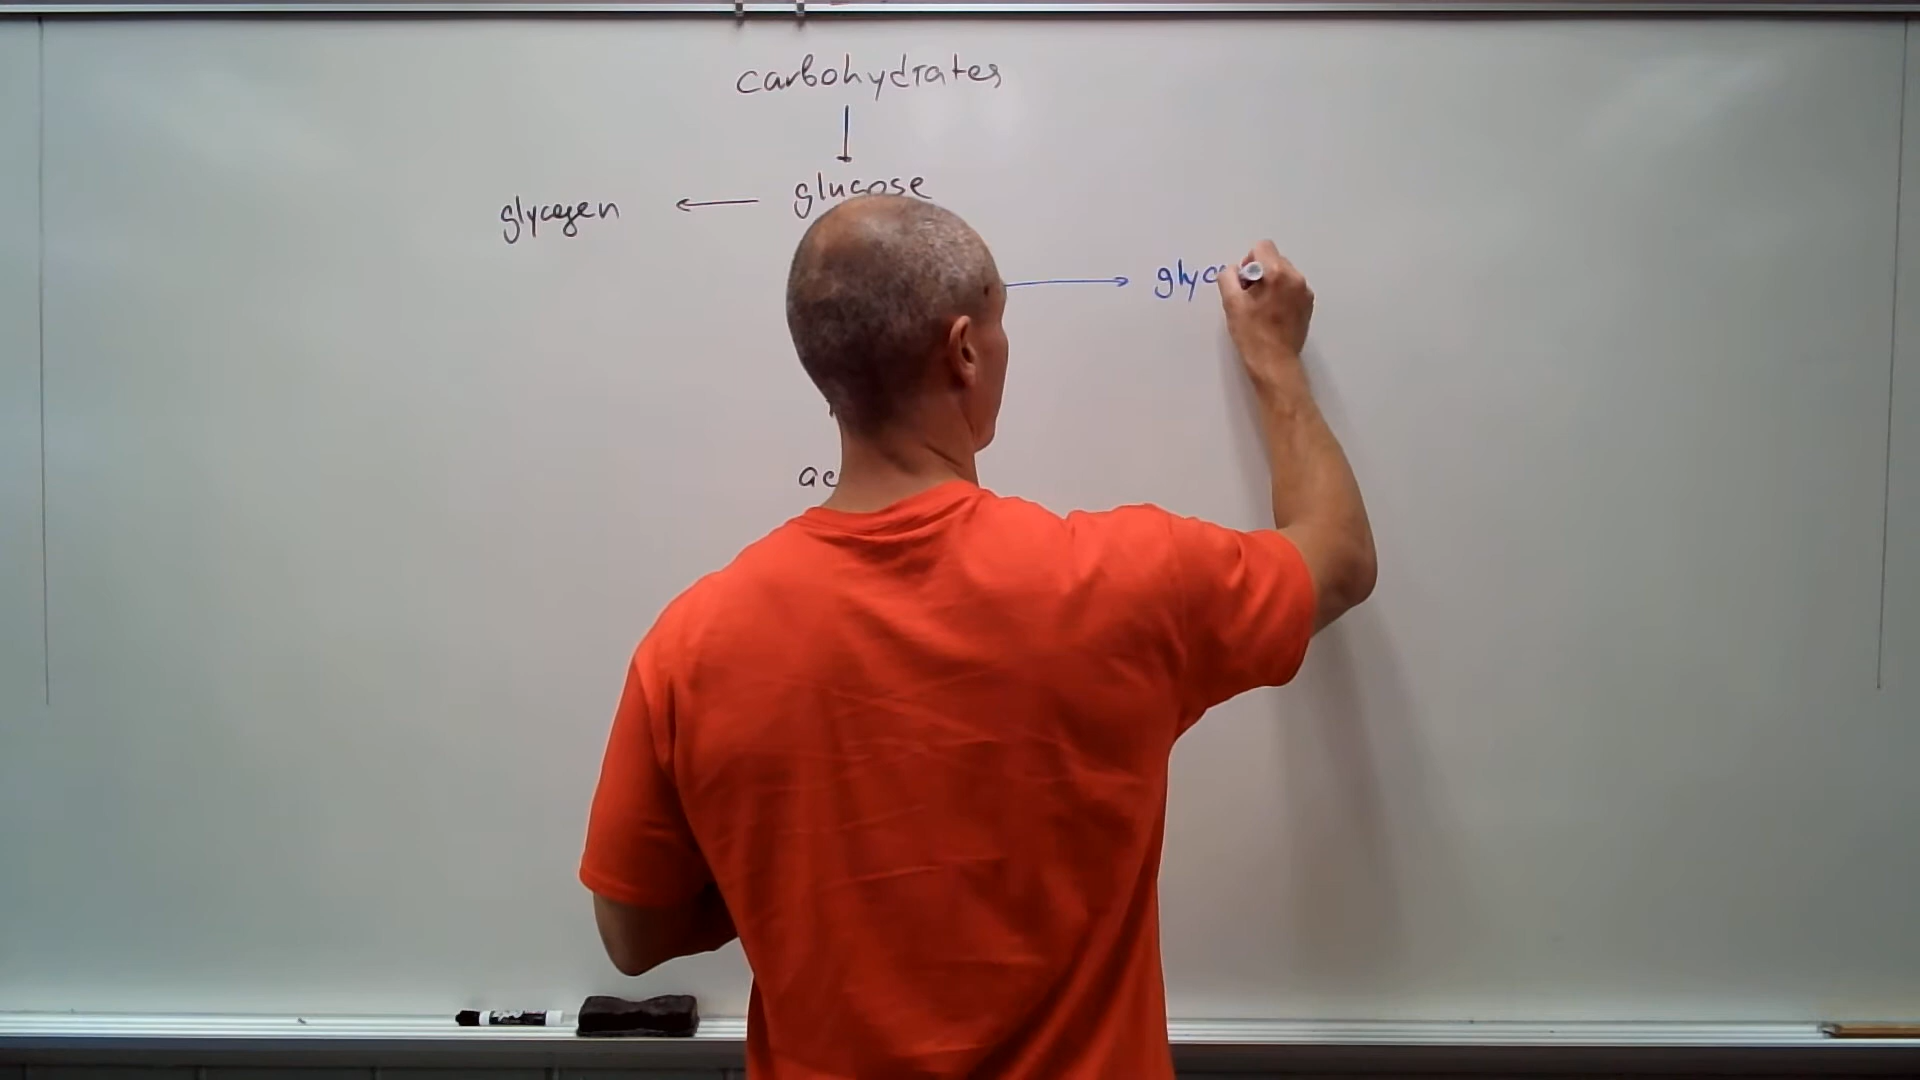 carbohydrates
glycogen ← glucose
→ glyc
ac